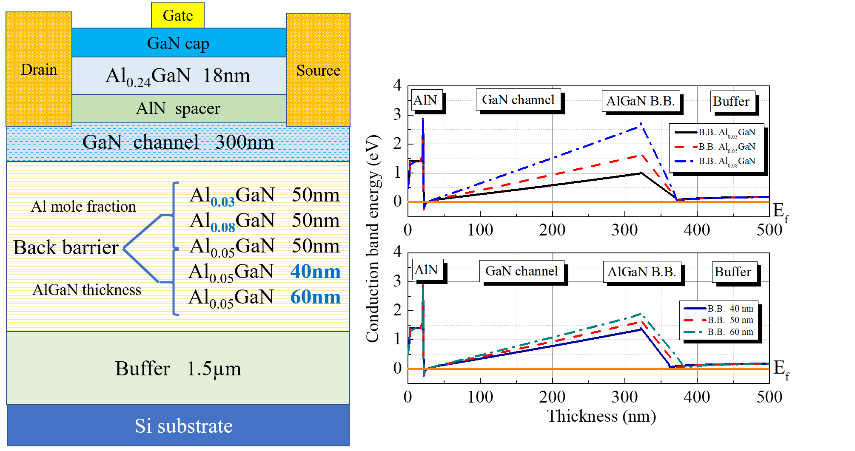 Gate
GaN cap
Drain
Source
Al0.24GaN 18nm
AlN spacer
GaN channel 300nm
Al mole fraction
Back barrier
AlGaN thickness
Al0.03GaN 50nm
Al0.08GaN 50nm
Al0.05GaN 50nm
Al0.05GaN 40nm
Al0.05GaN 60nm
Buffer 1.5μm
Si substrate
Conduction band energy (eV)
4
3
2
1
0
AlN
GaN channel
AlGaN B.B.
Buffer
B.B. Al0.03GaN
B.B. Al0.05GaN
B.B. Al0.08GaN
Ef
0 100 200 300 400 500
4
3
2
1
0
AlN
GaN channel
AlGaN B.B.
Buffer
B.B. 40 nm
B.B. 50 nm
B.B. 60 nm
Ef
0 100 200 300 400 500
Thickness (nm)